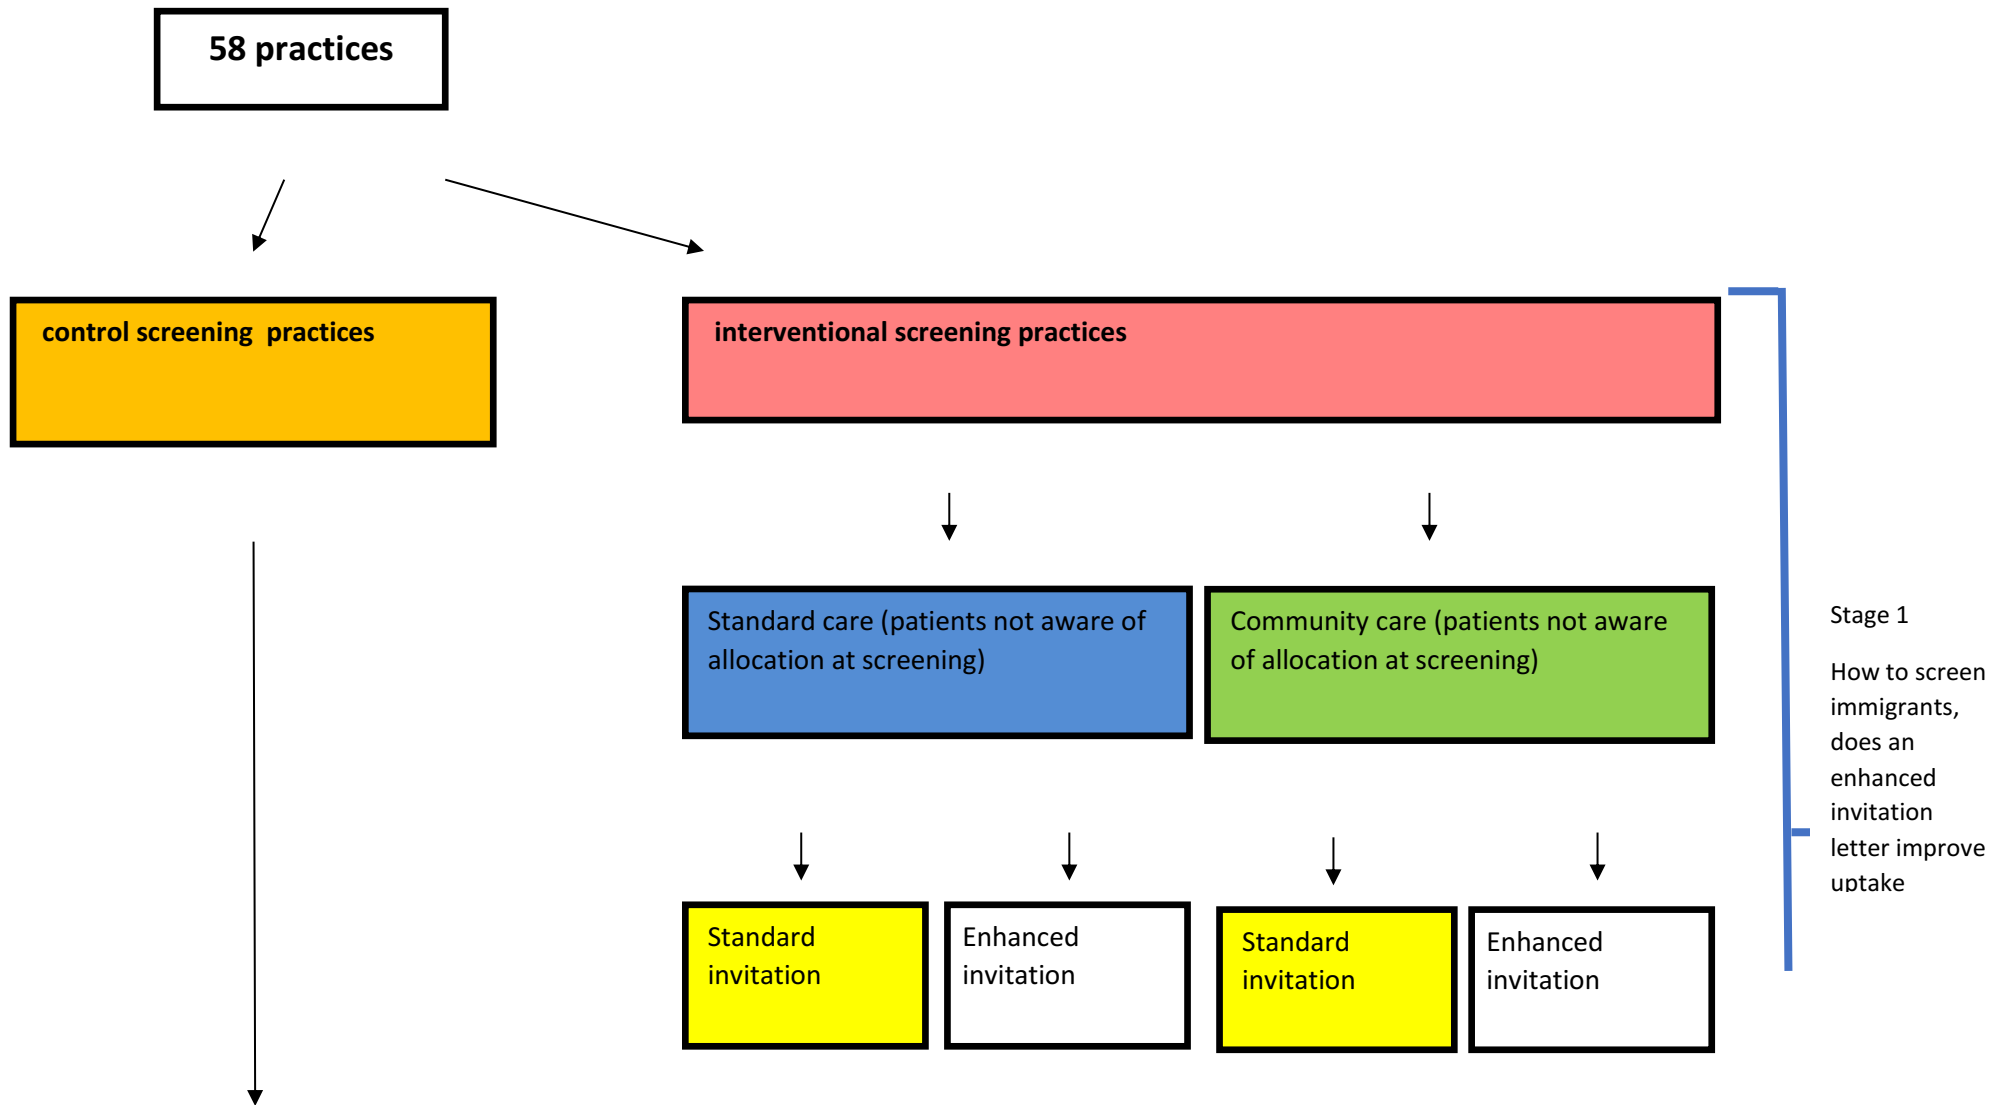 58 practices
control screening  practices
interventional screening practices
Standard care (patients not aware of
allocation at screening)
Community care (patients not aware
of allocation at screening)
Stage 1
How to screen
immigrants,
does an
enhanced
invitation
letter improve
uptake
Standard
invitation
Enhanced
invitation
Standard
invitation
Enhanced
invitation